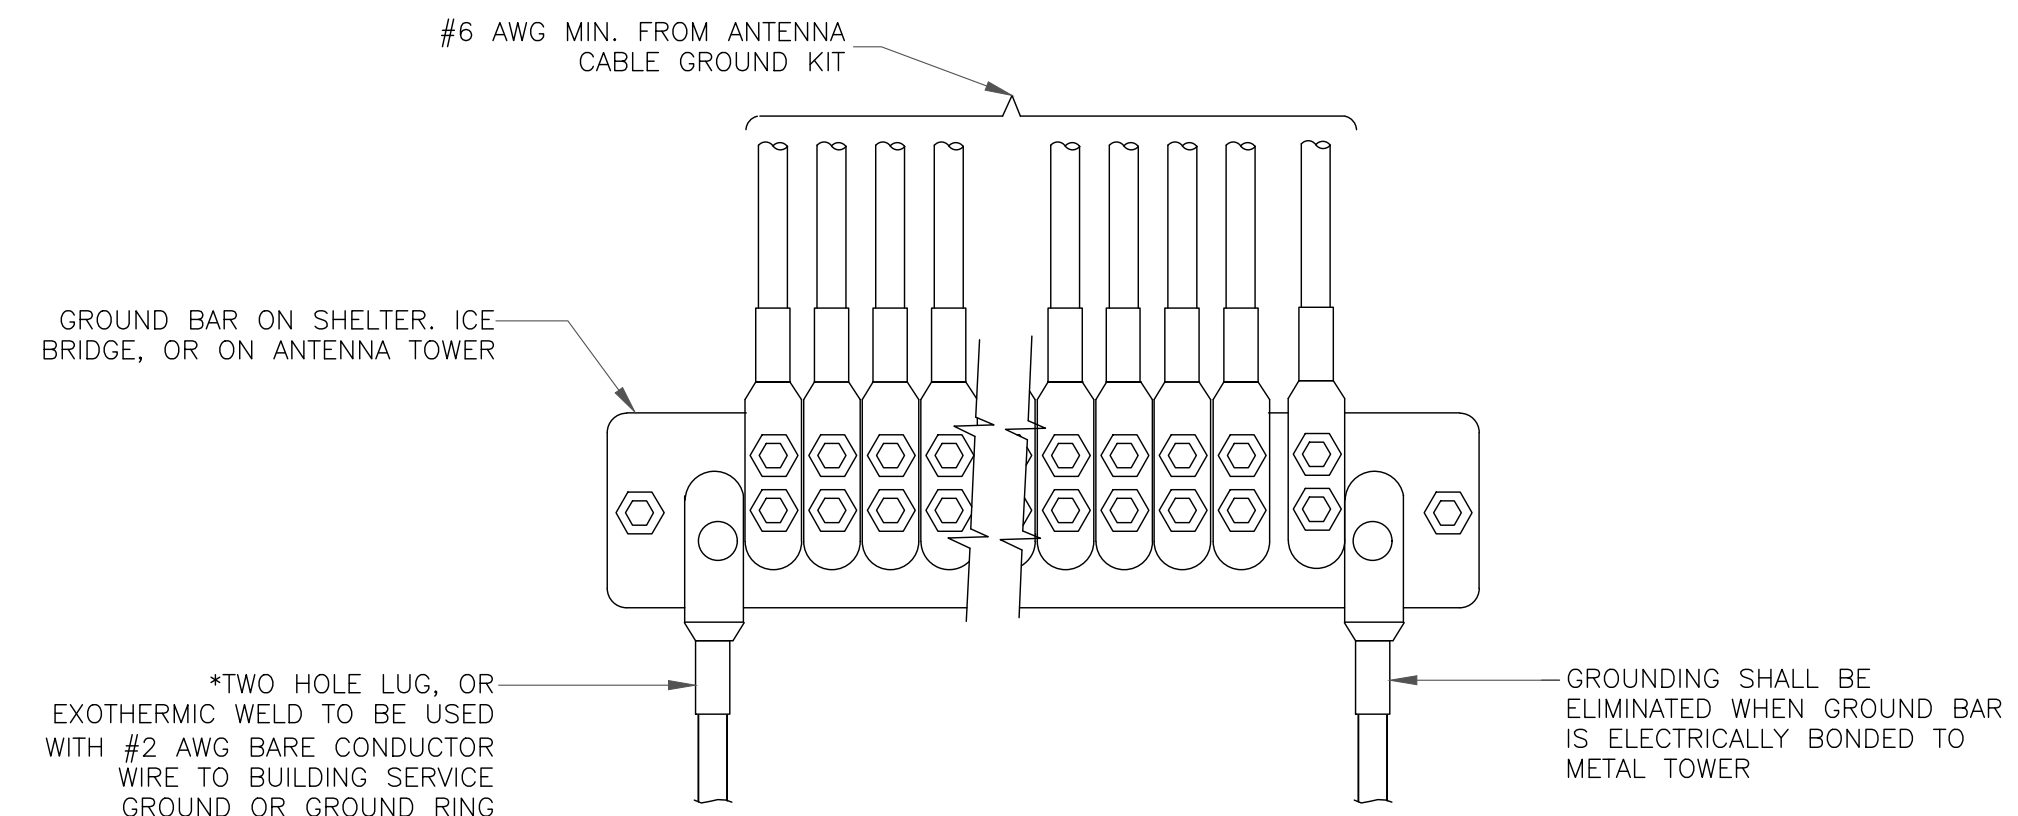 #6 AWG MIN. FROM ANTENNA
CABLE GROUND KIT
GROUND BAR ON SHELTER. ICE
BRIDGE, OR ON ANTENNA TOWER
*TWO HOLE LUG, OR
EXOTHERMIC WELD TO BE USED
WITH #2 AWG BARE CONDUCTOR
WIRE TO BUILDING SERVICE
GROUND OR GROUND RING
GROUNDING SHALL BE
ELIMINATED WHEN GROUND BAR
IS ELECTRICALLY BONDED TO
METAL TOWER